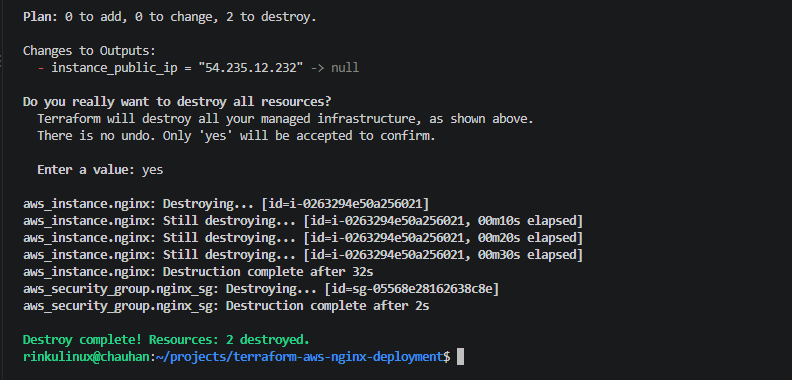 Plan: 0 to add, 0 to change, 2 to destroy.
Changes to Outputs:
- instance_public_ip = "54.235.12.232" -> null
Do you really want to destroy all resources?
Terraform will destroy all your managed infrastructure, as shown above.
There is no undo. Only 'yes' will be accepted to confirm.
Enter a value: yes
aws_instance.nginx: Destroying... [id=i-0263294e50a256021]
aws_instance.nginx: Still destroying... [id=i-0263294e50a256021, 00m10s elapsed]
aws_instance.nginx: Still destroying... [id=i-0263294e50a256021, 00m20s elapsed]
aws_instance.nginx: Still destroying... [id=i-0263294e50a256021, 00m30s elapsed]
aws_instance.nginx: Destruction complete after 32s
aws_security_group.nginx_sg: Destroying... [id=sg-05568e28162638c8e]
aws_security_group.nginx_sg: Destruction complete after 2s
Destroy complete! Resources: 2 destroyed.
rinkulinux@chauhan:~/projects/terraform-aws-nginx-deployment$